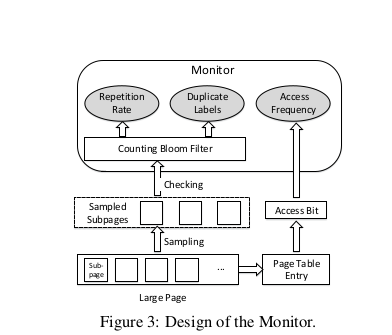 Monitor
Repetition
Rate
Duplicate
Labels
Access
Frequency
Counting Bloom Filter
Checking
Sampled
Subpages
Access Bit
Sampling
Sub-
page
...
Page Table
Entry
Large Page
Figure 3: Design of the Monitor.